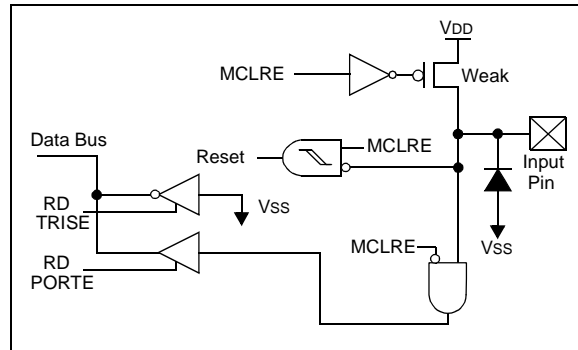 VDD
MCLRE
Weak
Data Bus
Reset
MCLRE
Input
Pin
RD
TRISE
VSS
VSS
MCLRE
RD
PORTE